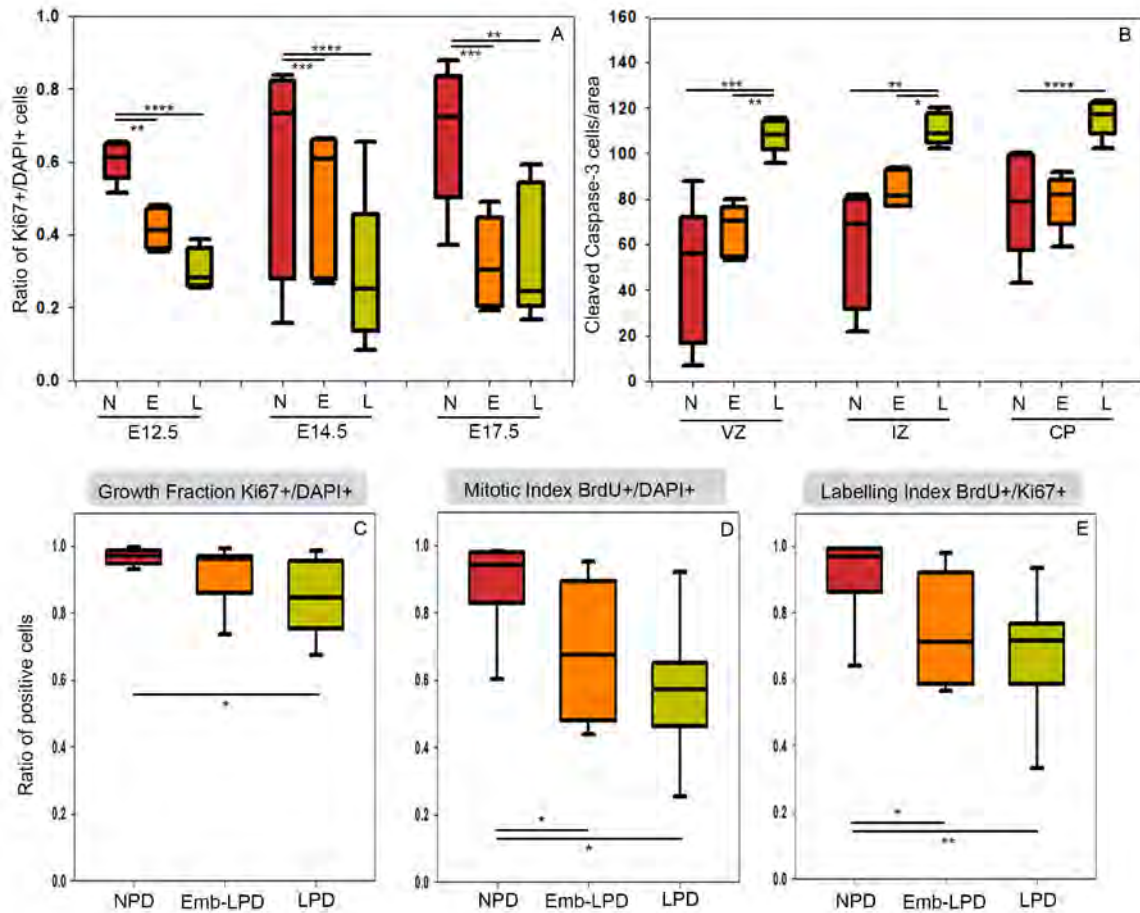 A
Ratio of Ki67+/DAPI+ cells
1.0
0.8
0.6
0.4
0.2
0.0
****
**
****
***
**
***
N E L N E L N E L
E12.5 E14.5 E17.5
B
Cleaved Caspase-3 cells/area
160
140
120
100
80
60
40
20
0
***
**
**
*
****
N E L N E L N E L
VZ IZ CP
Growth Fraction Ki67+/DAPI+
C
Ratio of positive cells
1.0
0.8
0.6
0.4
0.2
0.0
*
NPD Emb-LPD LPD
Mitotic Index BrdU+/DAPI+
D
1.0
0.8
0.6
0.4
0.2
0.0
*
*
NPD Emb-LPD LPD
Labelling Index BrdU+/Ki67+
E
1.0
0.8
0.6
0.4
0.2
0.0
*
**
NPD Emb-LPD LPD